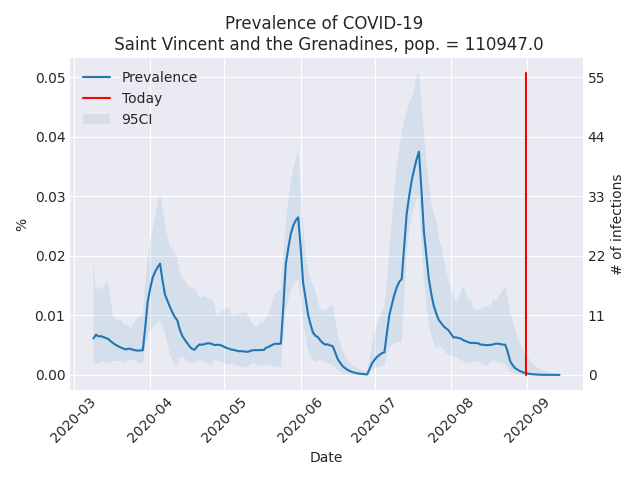 Prevalence of COVID-19
Saint Vincent and the Grenadines, pop. = 110947.0
Prevalence
Today
95CI
0.05
0.04
0.03
0.02
0.01
0.00
%
55
44
33
22
11
0
# of infections
2020-03
2020-04
2020-05
2020-06
2020-07
2020-08
2020-09
Date